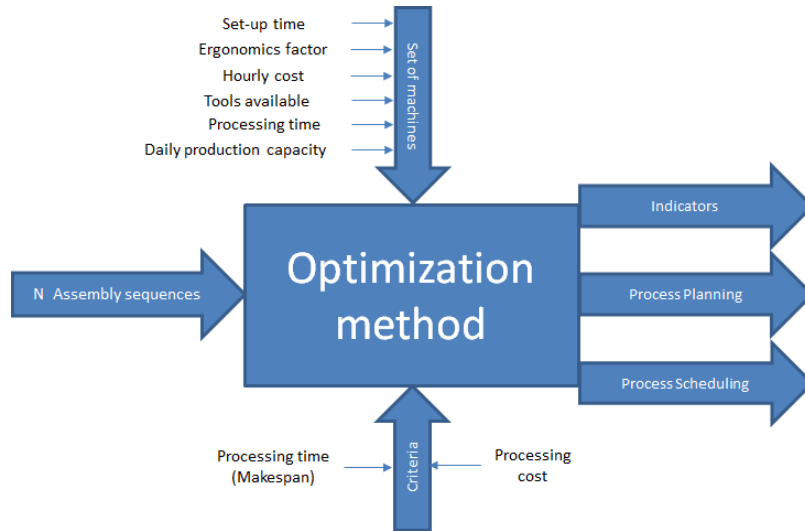 Set-up time
Ergonomics factor
Hourly cost
Tools available
Processing time
Daily production capacity
Set of machines
Indicators
Optimization
method
N Assembly sequences
Process Planning
Process Scheduling
Processing time
(Makespan)
Criteria
Processing
cost